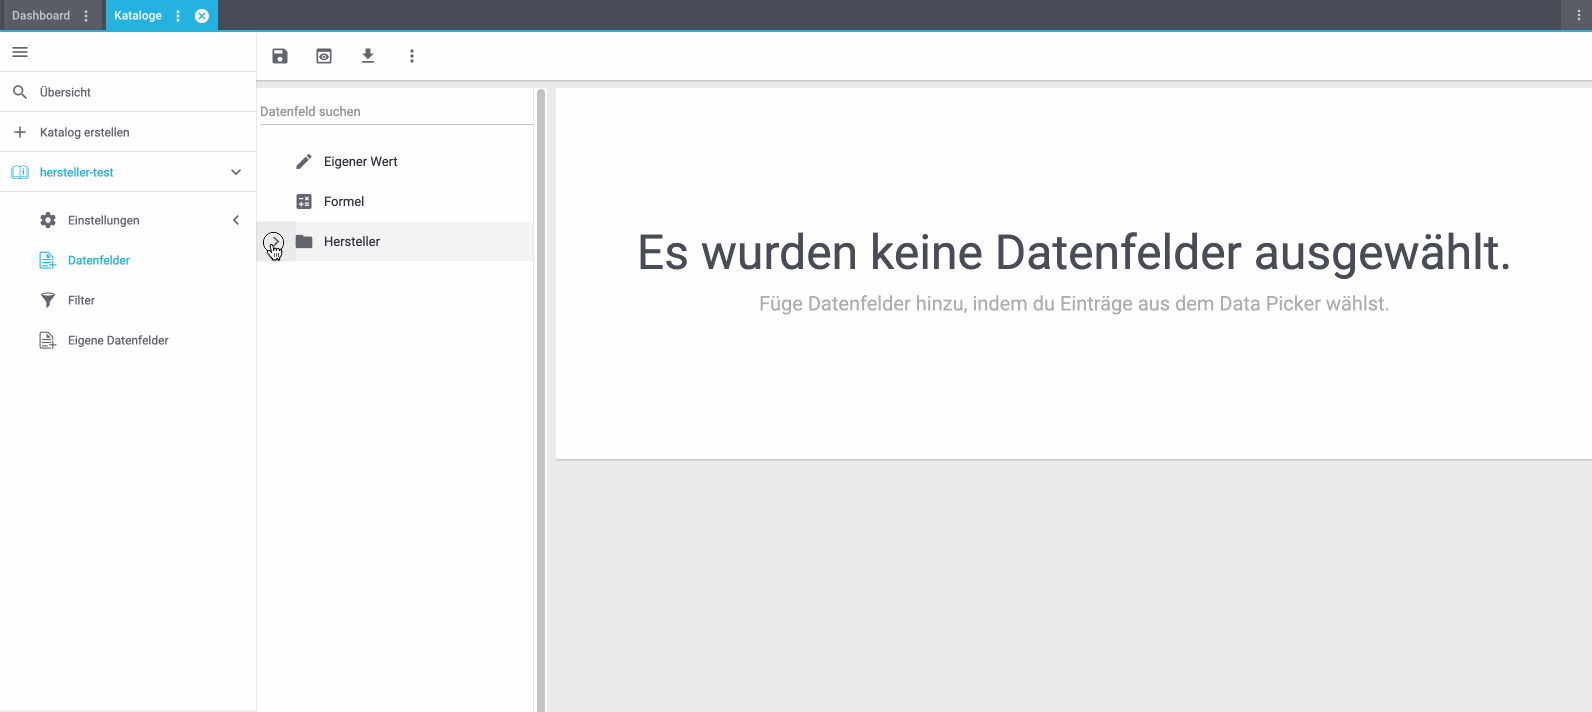 Dashboard
Kataloge
Übersicht
Katalog erstellen
hersteller-test
Einstellungen
Datenfelder
Filter
Eigene Datenfelder
Datenfeld suchen
Eigener Wert
Formel
Hersteller
Es wurden keine Datenfelder ausgewählt.
Füge Datenfelder hinzu, indem du Einträge aus dem Data Picker wählst.